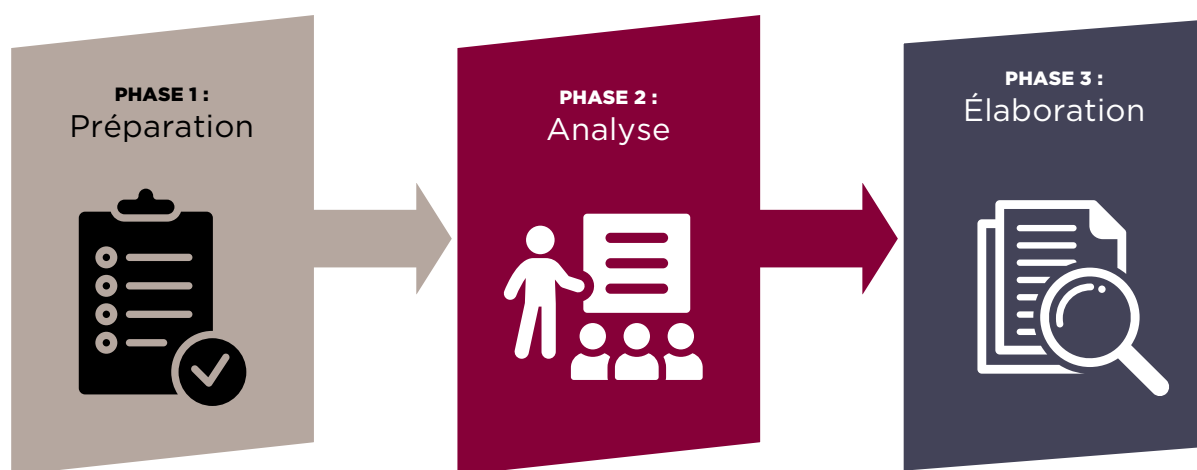 PHASE 1 :
Préparation
PHASE 2 :
Analyse
PHASE 3 :
Élaboration